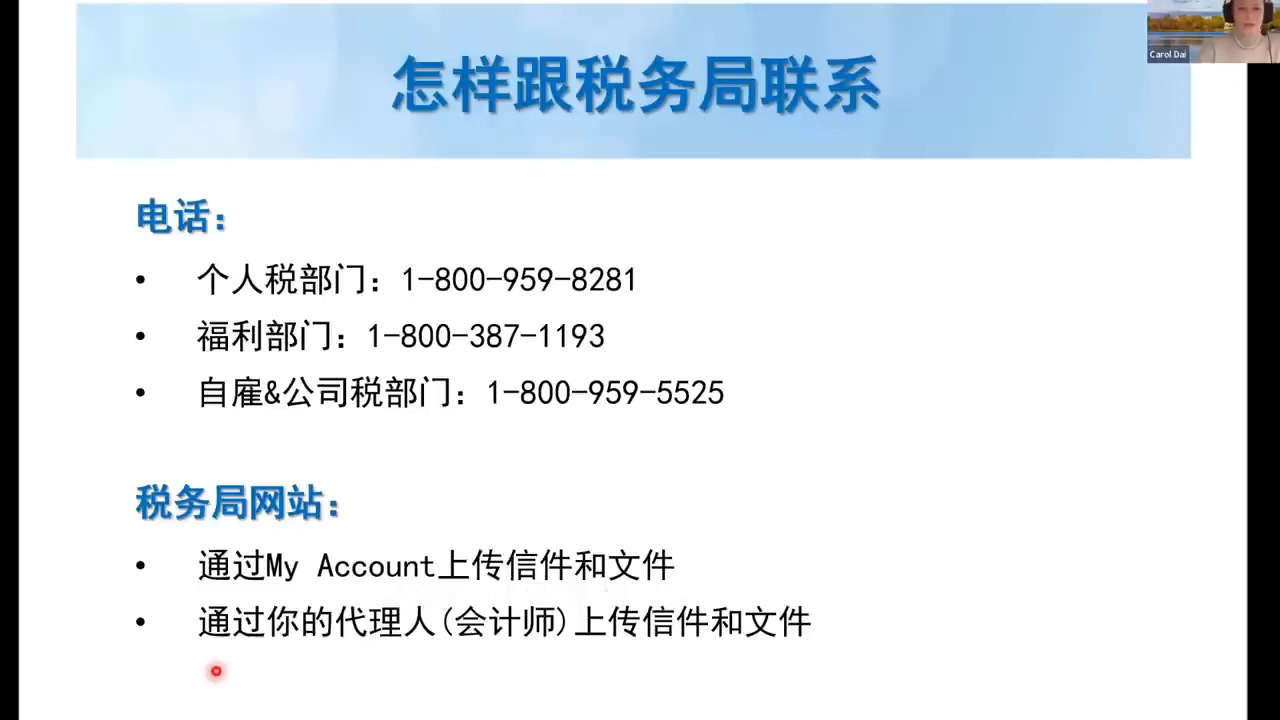 怎样跟税务局联系
Carol Dai
电话：
• 个人税部门：1-800-959-8281
• 福利部门：1-800-387-1193
• 自雇&公司税部门：1-800-959-5525
税务局网站：
• 通过My Account上传信件和文件
• 通过你的代理人(会计师)上传信件和文件